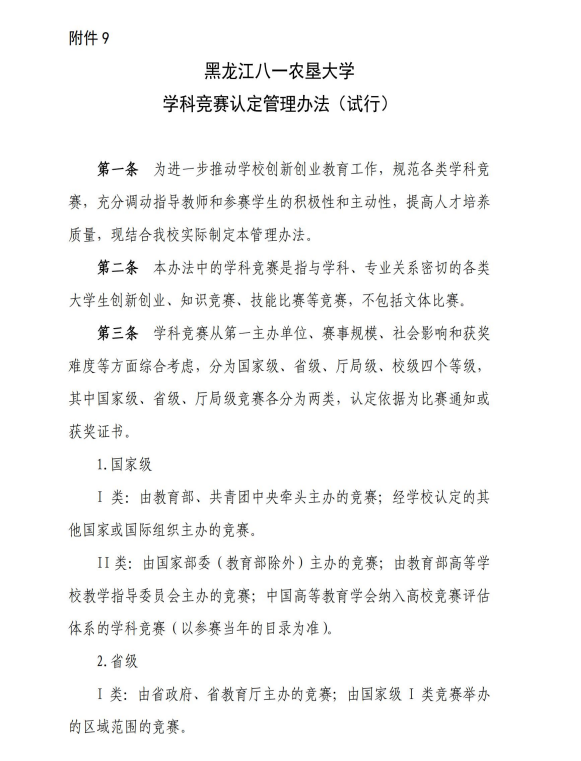 附件 9
黑龙江八一农垦大学
学科竞赛认定管理办法（试行）
第一条 为进一步推动学校创新创业教育工作，规范各类学科竞
赛，充分调动指导教师和参赛学生的积极性和主动性，提高人才培养
质量，现结合我校实际制定本管理办法。
第二条 本办法中的学科竞赛是指与学科、专业关系密切的各类
大学生创新创业、知识竞赛、技能比赛等竞赛，不包括文体比赛。
第三条 学科竞赛从第一主办单位、赛事规模、社会影响和获奖
难度等方面综合考虑，分为国家级、省级、厅局级、校级四个等级，
其中国家级、省级、厅局级竞赛各分为两类，认定依据为比赛通知或
获奖证书。
1.国家级
I 类：由教育部、共青团中央牵头主办的竞赛；经学校认定的其
他国家或国际组织主办的竞赛。
II 类：由国家部委（教育部除外）主办的竞赛；由教育部高等学
校教学指导委员会主办的竞赛；中国高等教育学会纳入高校竞赛评估
体系的学科竞赛（以参赛当年的目录为准）。
2.省级
I 类：由省政府、省教育厅主办的竞赛；由国家级 I 类竞赛举办
的区域范围的竞赛。